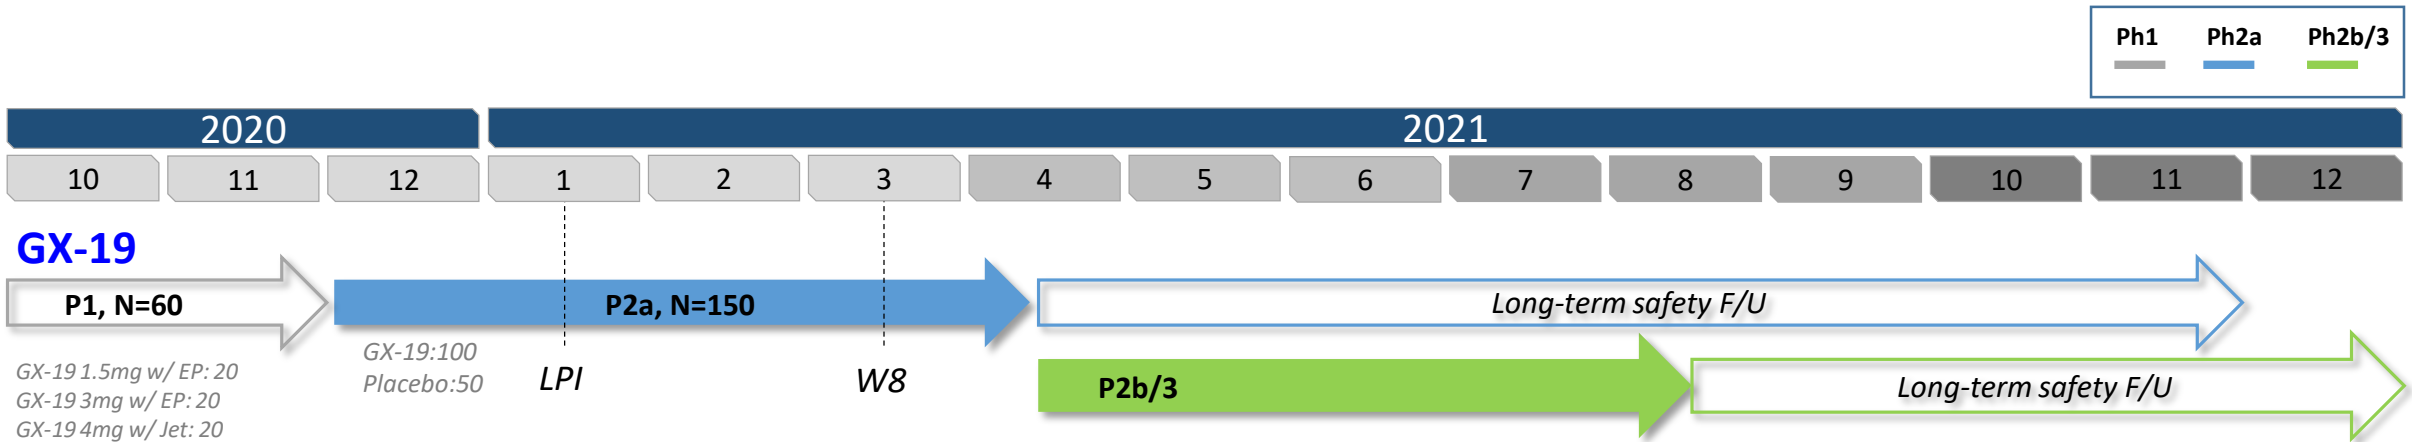 Ph1 Ph2a Ph2b/3
2020 2021
10 11 12 1 2 3 4 5 6 7 8 9 10 11 12
GX-19
P1, N=60 P2a, N=150 Long-term safety F/U
GX-19 1.5mg w/ EP: 20
GX-19 3mg w/ EP: 20
GX-19 4mg w/ Jet: 20
GX-19:100
Placebo:50
LPI W8
P2b/3 Long-term safety F/U